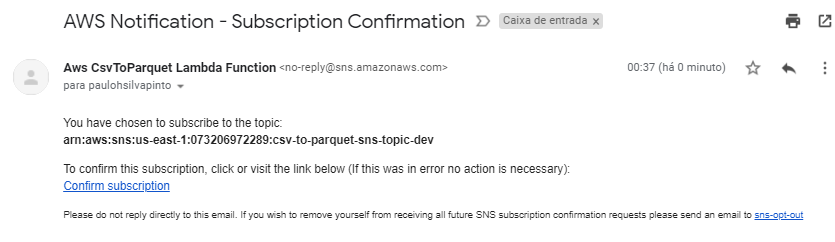 AWS Notification - Subscription Confirmation Caixa de entrada x
Aws CsvToParquet Lambda Function <no-reply@sns.amazonaws.com> 00:37 (há 0 minuto)
para paulohsilvapinto
You have chosen to subscribe to the topic:
arn:aws:sns:us-east-1:073206972289:csv-to-parquet-sns-topic-dev
To confirm this subscription, click or visit the link below (If this was in error no action is necessary):
Confirm subscription
Please do not reply directly to this email. If you wish to remove yourself from receiving all future SNS subscription confirmation requests please send an email to sns-opt-out